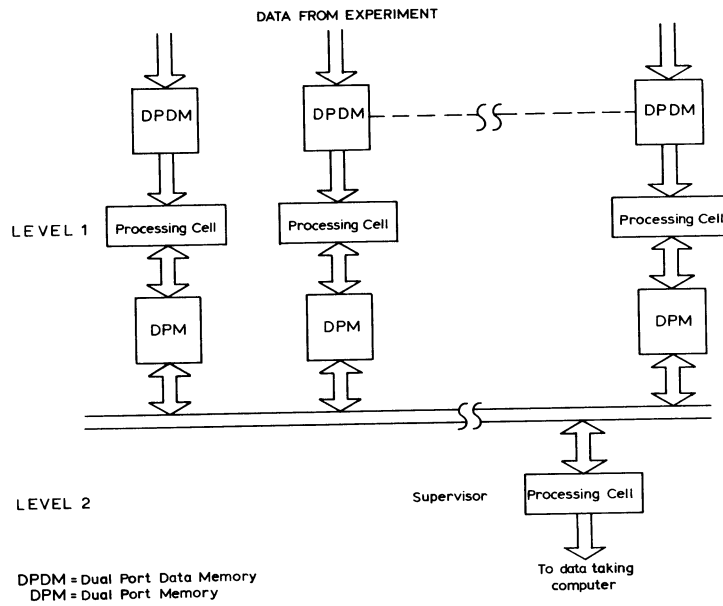 DATA FROM EXPERIMENT
DPDM
DPDM
DPDM
LEVEL 1
Processing Cell
Processing Cell
Processing Cell
DPM
DPM
DPM
LEVEL 2
Supervisor
Processing Cell
To data taking
computer
DPDM = Dual Port Data Memory
DPM = Dual Port Memory